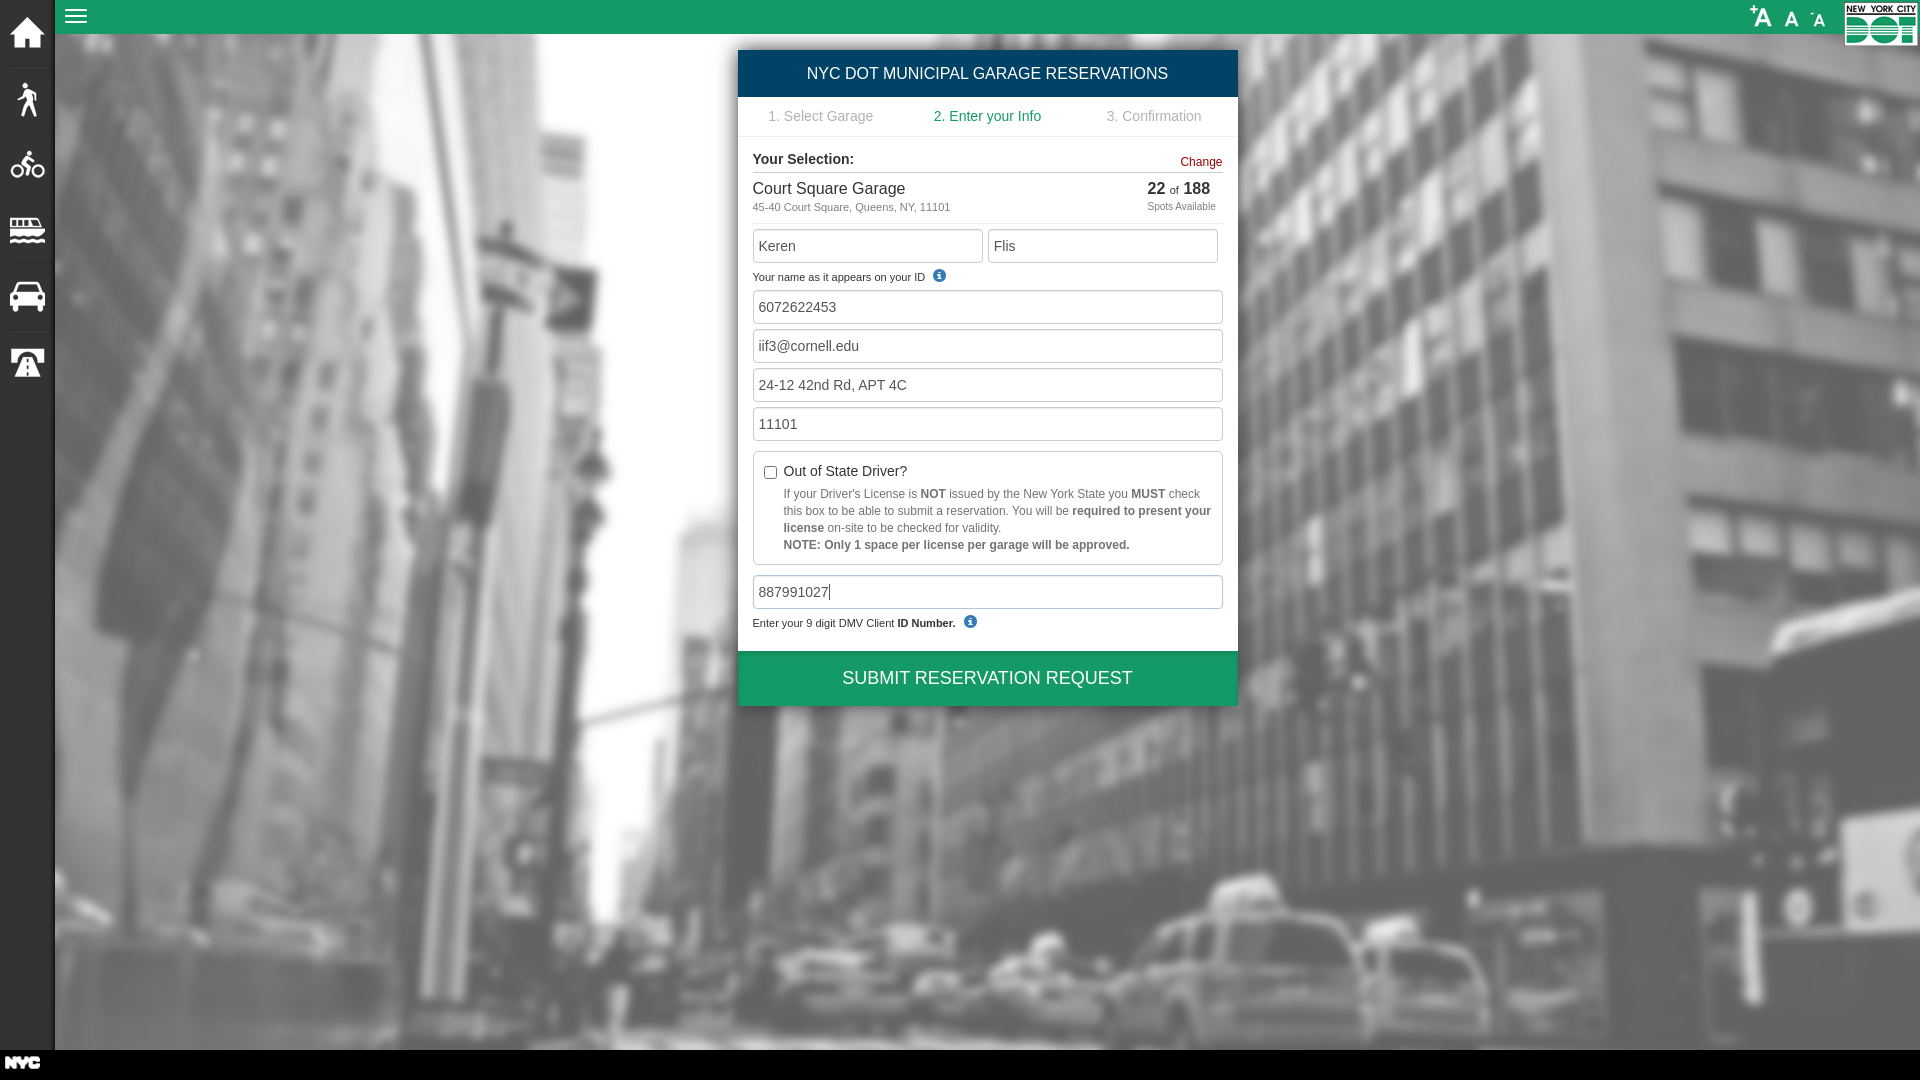 +A A -A
NEW YORK CITY
DOT
NYC DOT MUNICIPAL GARAGE RESERVATIONS
1. Select Garage 2. Enter your Info 3. Confirmation
Your Selection: Change
Court Square Garage 22 of 188
45-40 Court Square, Queens, NY, 11101 Spots Available
Keren Flis
Your name as it appears on your ID
6072622453
iif3@cornell.edu
24-12 42nd Rd, APT 4C
11101
Out of State Driver?
If your Driver's License is NOT issued by the New York State you MUST check
this box to be able to submit a reservation. You will be required to present your
license on-site to be checked for validity.
NOTE: Only 1 space per license per garage will be approved.
887991027
Enter your 9 digit DMV Client ID Number.
SUBMIT RESERVATION REQUEST
NYC